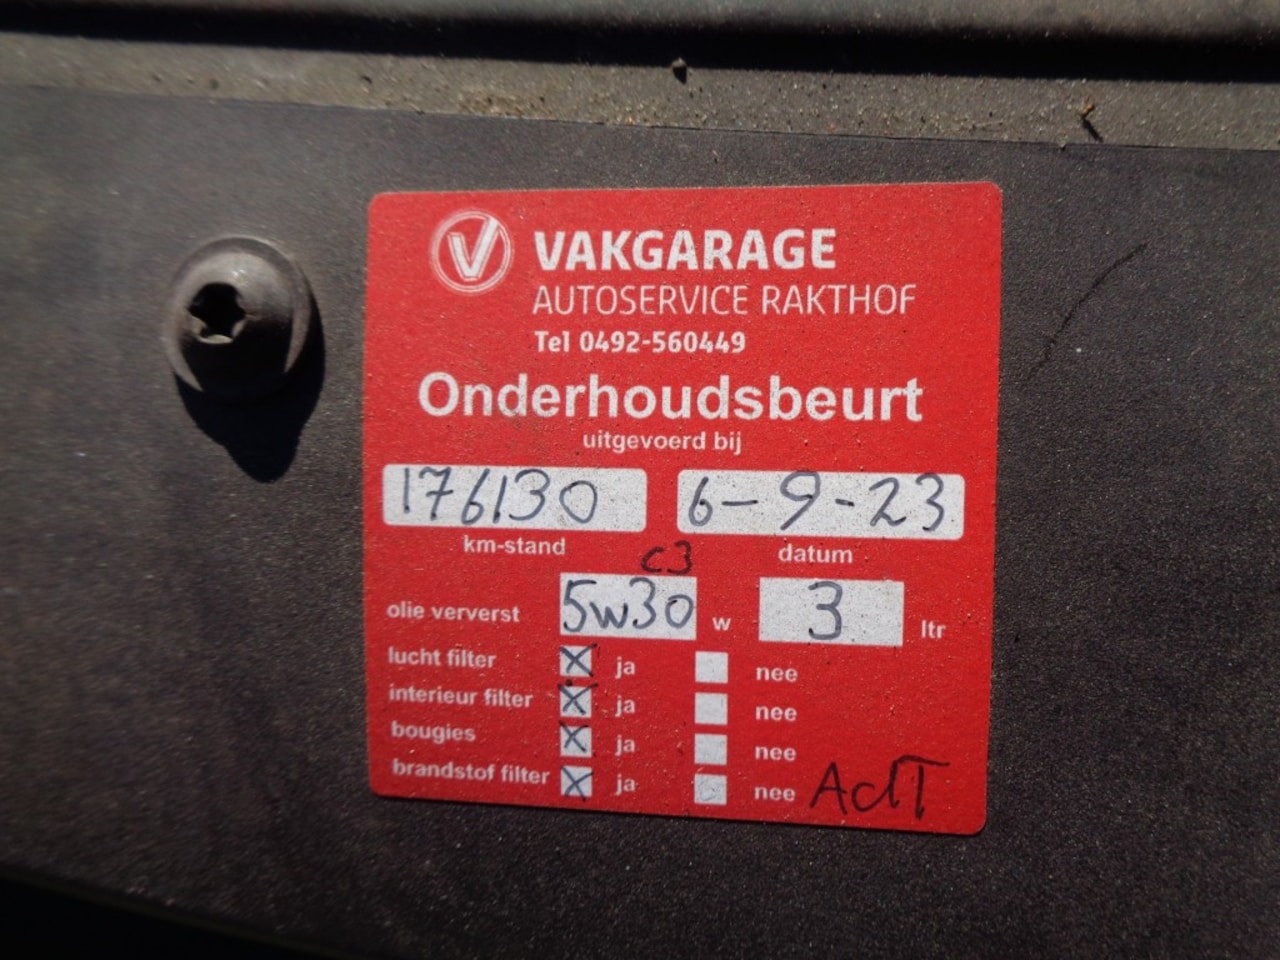 V VAKGARAGE
AUTOSERVICE RAKTHOF
Tel 0492-560449
Onderhoudsbeurt
uitgevoerd bij
176130 6-9-23
km-stand datum
c3
olie ververst 5w30 w 3 ltr
lucht filter X ja nee
interieur filter X ja nee
bougies X ja nee
brandstof filter X ja nee
AdT